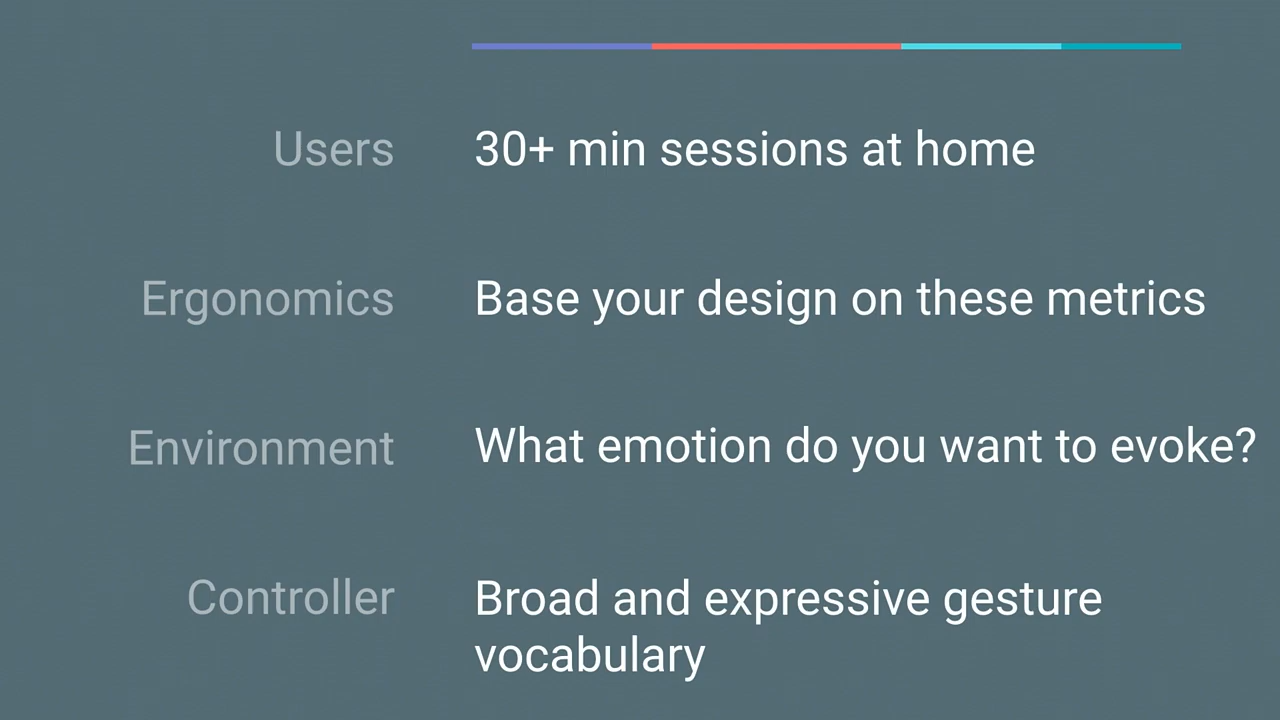 Users 30+ min sessions at home
Ergonomics Base your design on these metrics
Environment What emotion do you want to evoke?
Controller Broad and expressive gesture
vocabulary